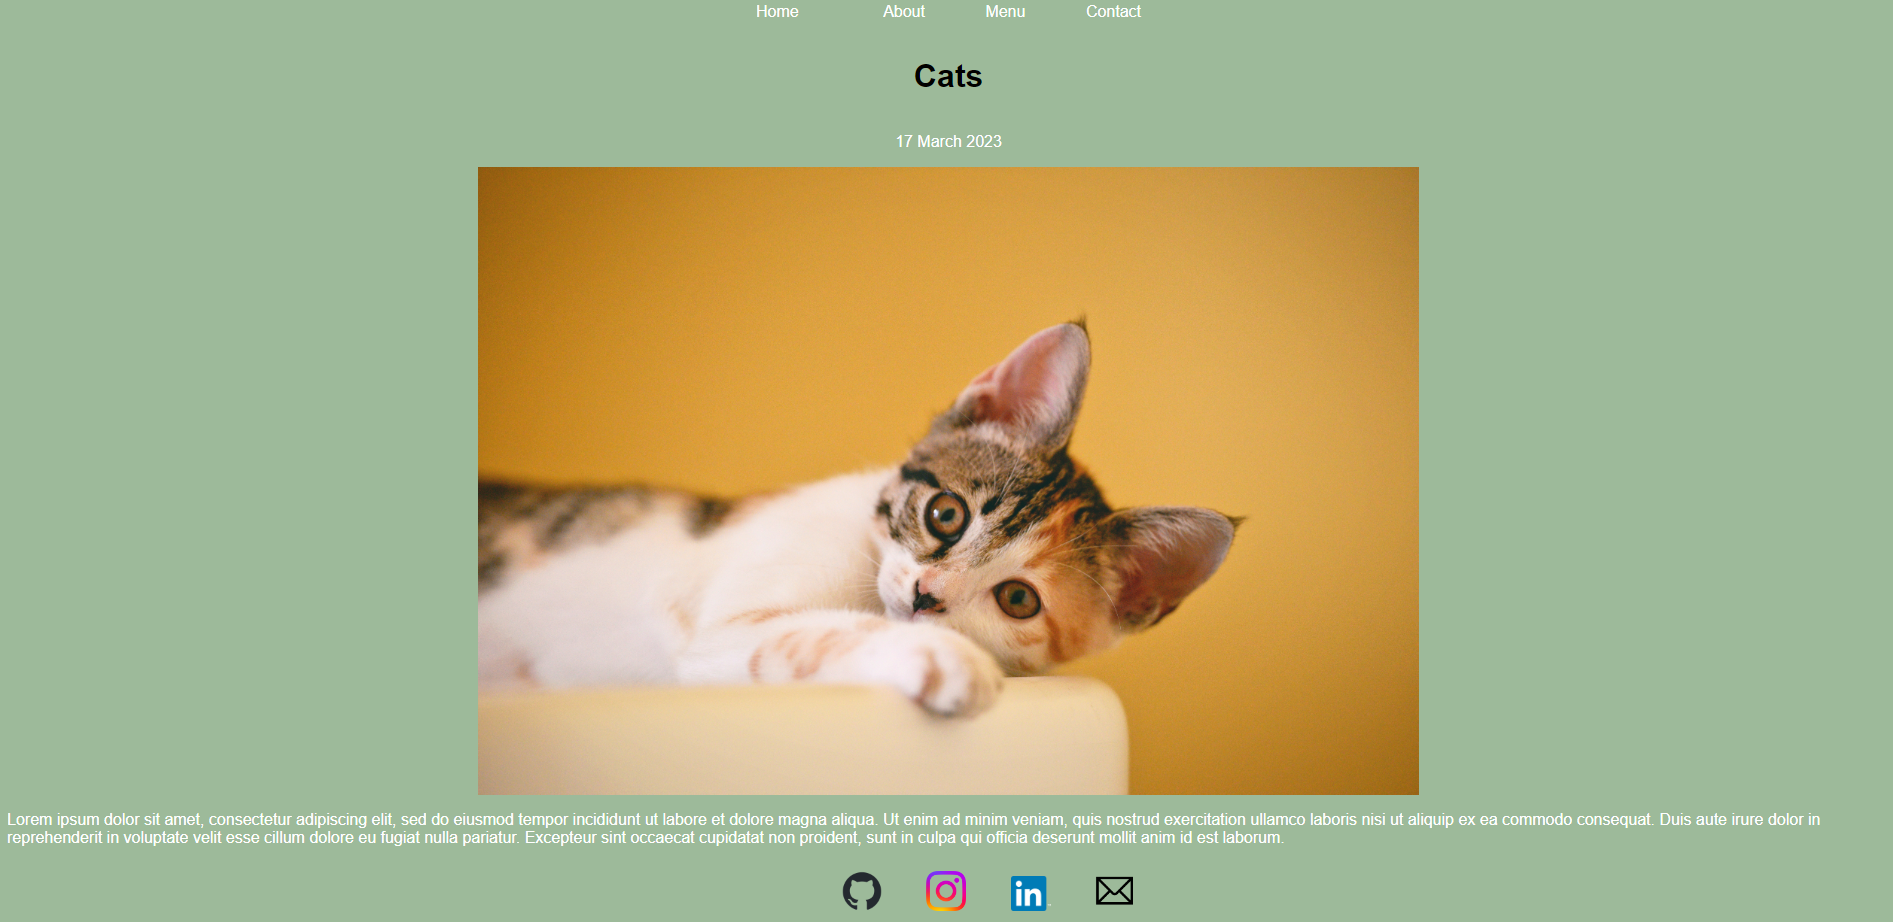 Home About Menu Contact
Cats
17 March 2023
Lorem ipsum dolor sit amet, consectetur adipiscing elit, sed do eiusmod tempor incididunt ut labore et dolore magna aliqua. Ut enim ad minim veniam, quis nostrud exercitation ullamco laboris nisi ut aliquip ex ea commodo consequat. Duis aute irure dolor in
reprehenderit in voluptate velit esse cillum dolore eu fugiat nulla pariatur. Excepteur sint occaecat cupidatat non proident, sunt in culpa qui officia deserunt mollit anim id est laborum.
in